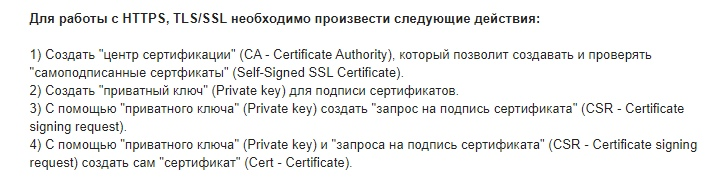 Для работы с HTTPS, TLS/SSL необходимо произвести следующие действия:
1) Создать "центр сертификации" (CA - Certificate Authority), который позволит создавать и проверять
"самоподписанные сертфикаты" (Self-Signed SSL Certificate).
2) Создать "приватный ключ" (Private key) для подписи сертификатов.
3) С помощью "приватного ключа" (Private key) создать "запрос на подпись сертификата" (CSR - Certificate
signing request).
4) С помощью "приватного ключа" (Private key) и "запроса на подпись сертификата" (CSR - Certificate signing
request) создать сам "сертификат" (Cert - Certificate).